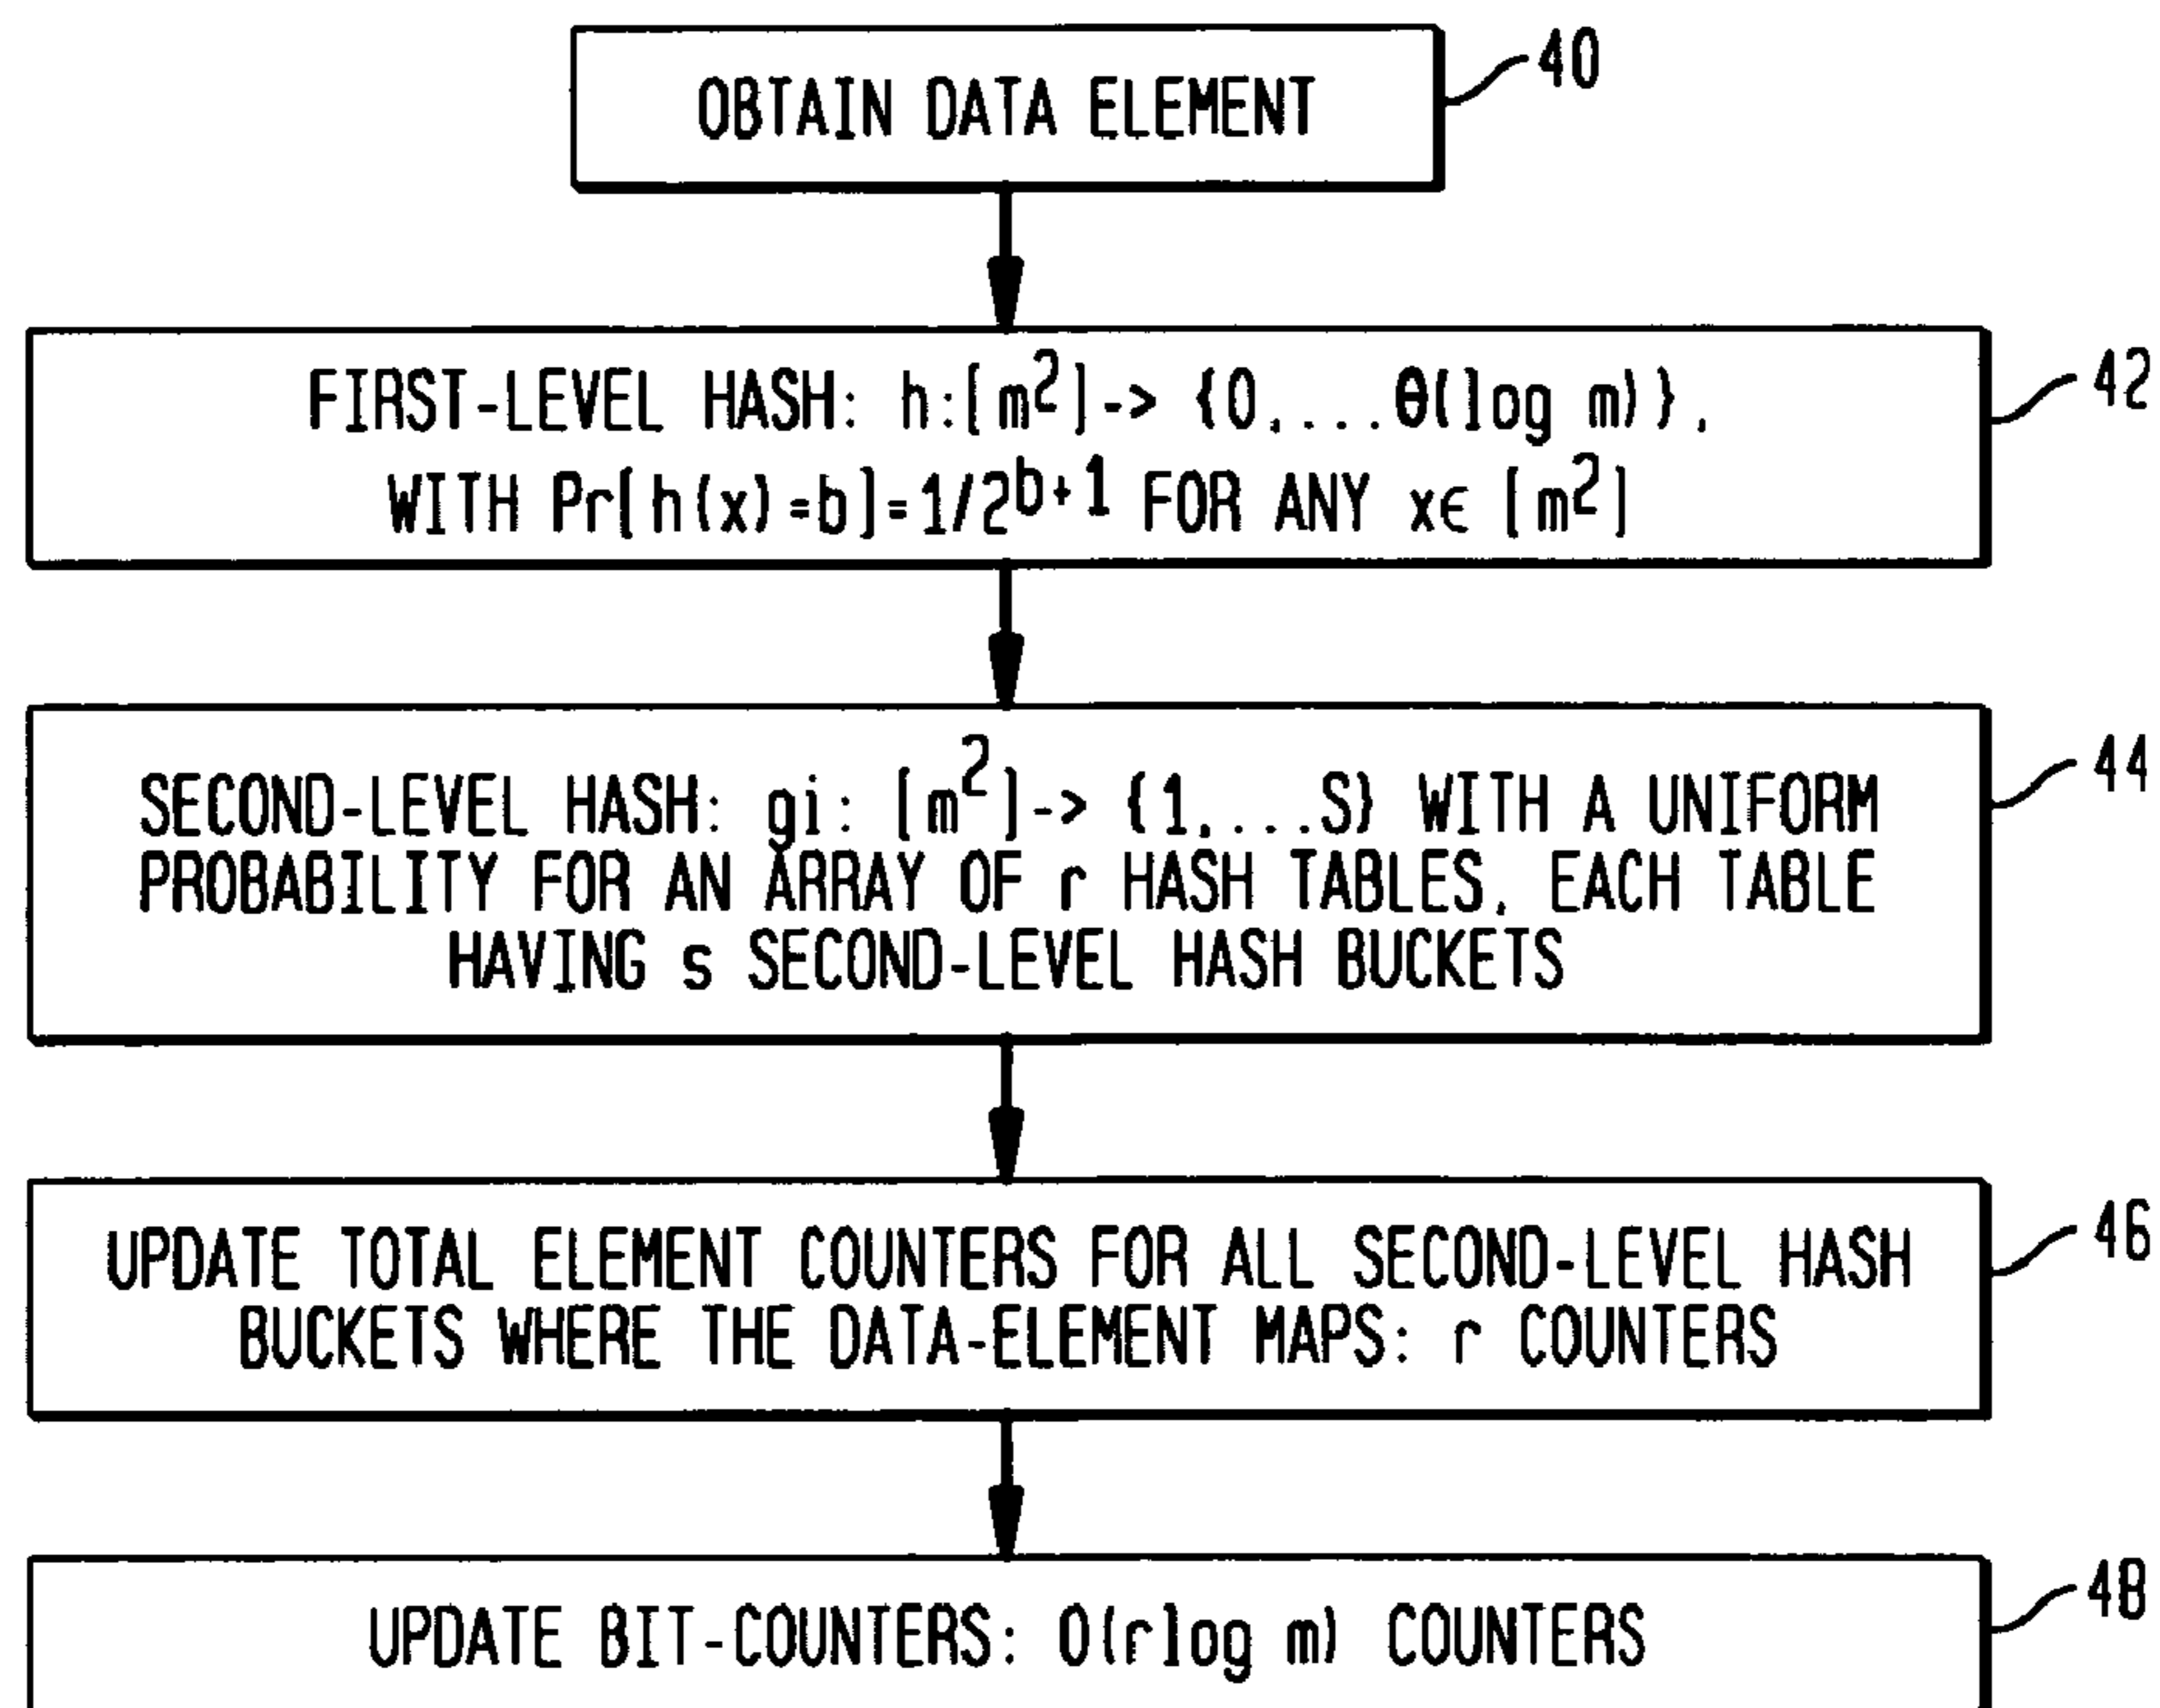 OBTAIN DATA ELEMENT
40
FIRST-LEVEL HASH: h:[m²]-> {0,...θ(log m)},
WITH Pr[h(x)=b]=1/2^b+1 FOR ANY x∈ [m²]
42
SECOND-LEVEL HASH: gi: [m²]-> {1,...S} WITH A UNIFORM
PROBABILITY FOR AN ARRAY OF r HASH TABLES, EACH TABLE
HAVING s SECOND-LEVEL HASH BUCKETS
44
UPDATE TOTAL ELEMENT COUNTERS FOR ALL SECOND-LEVEL HASH
BUCKETS WHERE THE DATA-ELEMENT MAPS: r COUNTERS
46
UPDATE BIT-COUNTERS: O(rlog m) COUNTERS
48